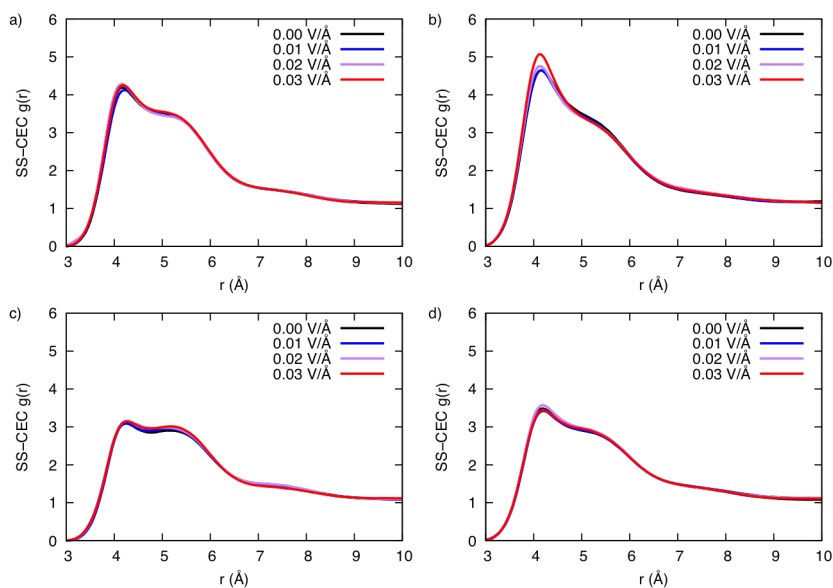 a)
SS–CEC g(r)
6
5
4
3
2
1
0
0.00 V/Å
0.01 V/Å
0.02 V/Å
0.03 V/Å
3 4 5 6 7 8 9 10
r (Å)
b)
SS–CEC g(r)
6
5
4
3
2
1
0
0.00 V/Å
0.01 V/Å
0.02 V/Å
0.03 V/Å
3 4 5 6 7 8 9 10
r (Å)
c)
SS–CEC g(r)
6
5
4
3
2
1
0
0.00 V/Å
0.01 V/Å
0.02 V/Å
0.03 V/Å
3 4 5 6 7 8 9 10
r (Å)
d)
SS–CEC g(r)
6
5
4
3
2
1
0
0.00 V/Å
0.01 V/Å
0.02 V/Å
0.03 V/Å
3 4 5 6 7 8 9 10
r (Å)